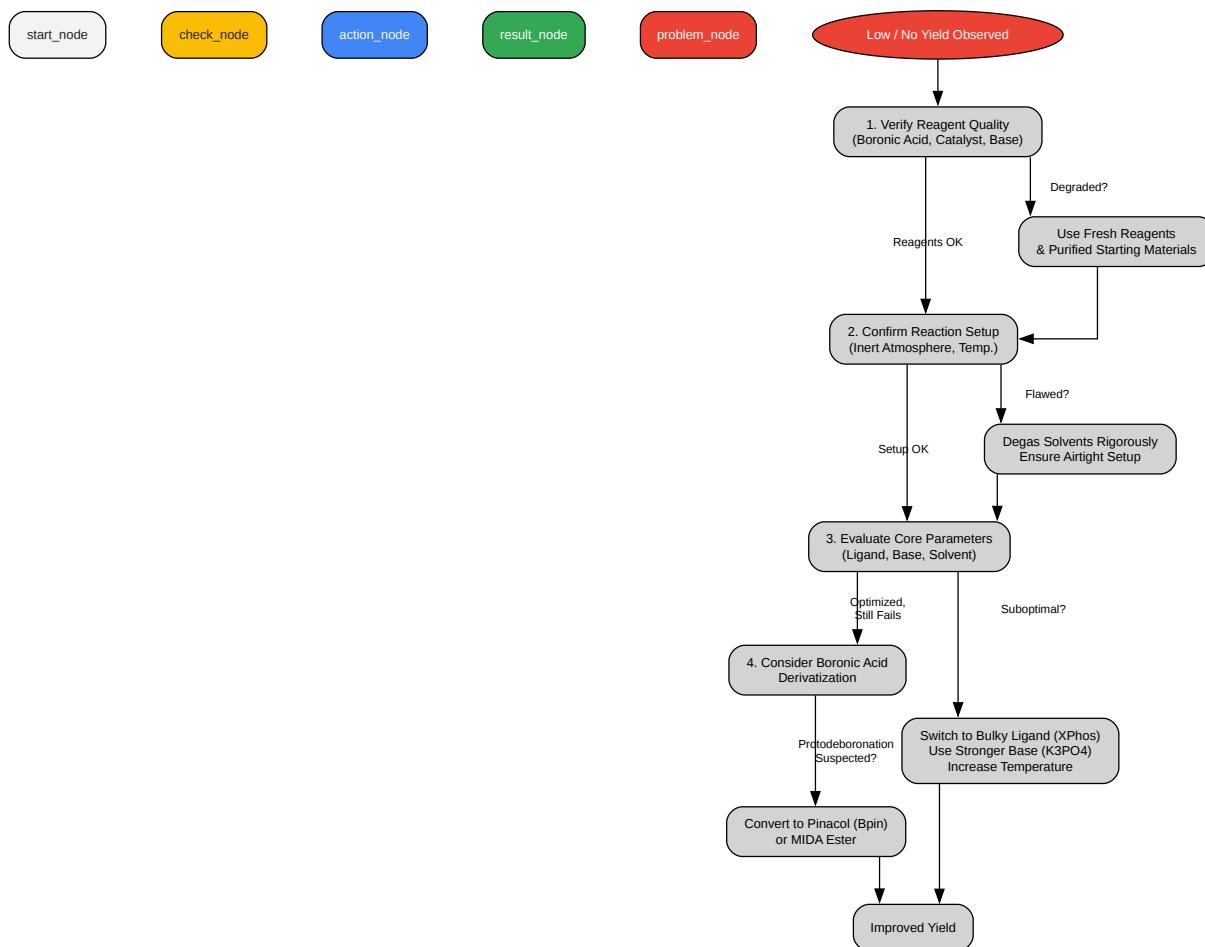 start_node
check_node
action_node
result_node
problem_node
Low / No Yield Observed
1. Verify Reagent Quality
(Boronic Acid, Catalyst, Base)
Degraded?
Use Fresh Reagents
& Purified Starting Materials
Reagents OK
2. Confirm Reaction Setup
(Inert Atmosphere, Temp.)
Flawed?
Degas Solvents Rigorously
Ensure Airtight Setup
Setup OK
3. Evaluate Core Parameters
(Ligand, Base, Solvent)
Optimized,
Still Fails
Suboptimal?
4. Consider Boronic Acid
Derivatization
Switch to Bulky Ligand (XPhos)
Use Stronger Base (K3PO4)
Increase Temperature
Protodeboronation
Suspected?
Convert to Pinacol (Bpin)
or MIDA Ester
Improved Yield